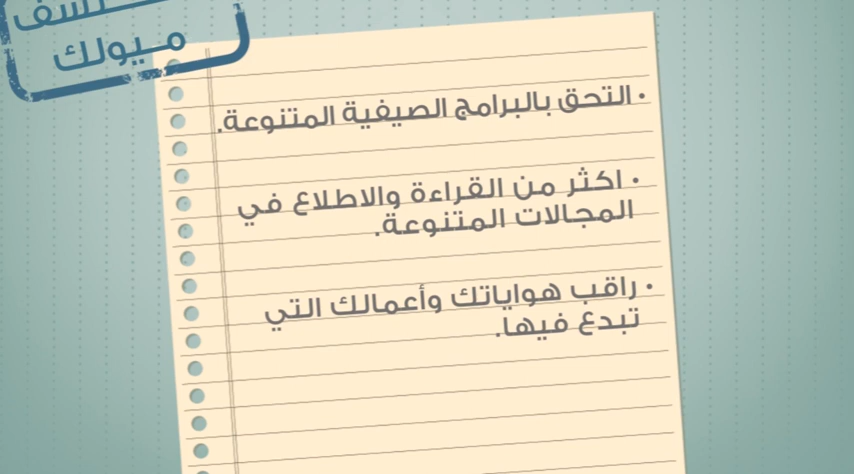 ميولك
• التحق بالبرامج الصيفية المتنوعة.
• اكثر من القراءة والاطلاع في
المجالات المتنوعة.
• راقب هواياتك وأعمالك التي
تبدع فيها.